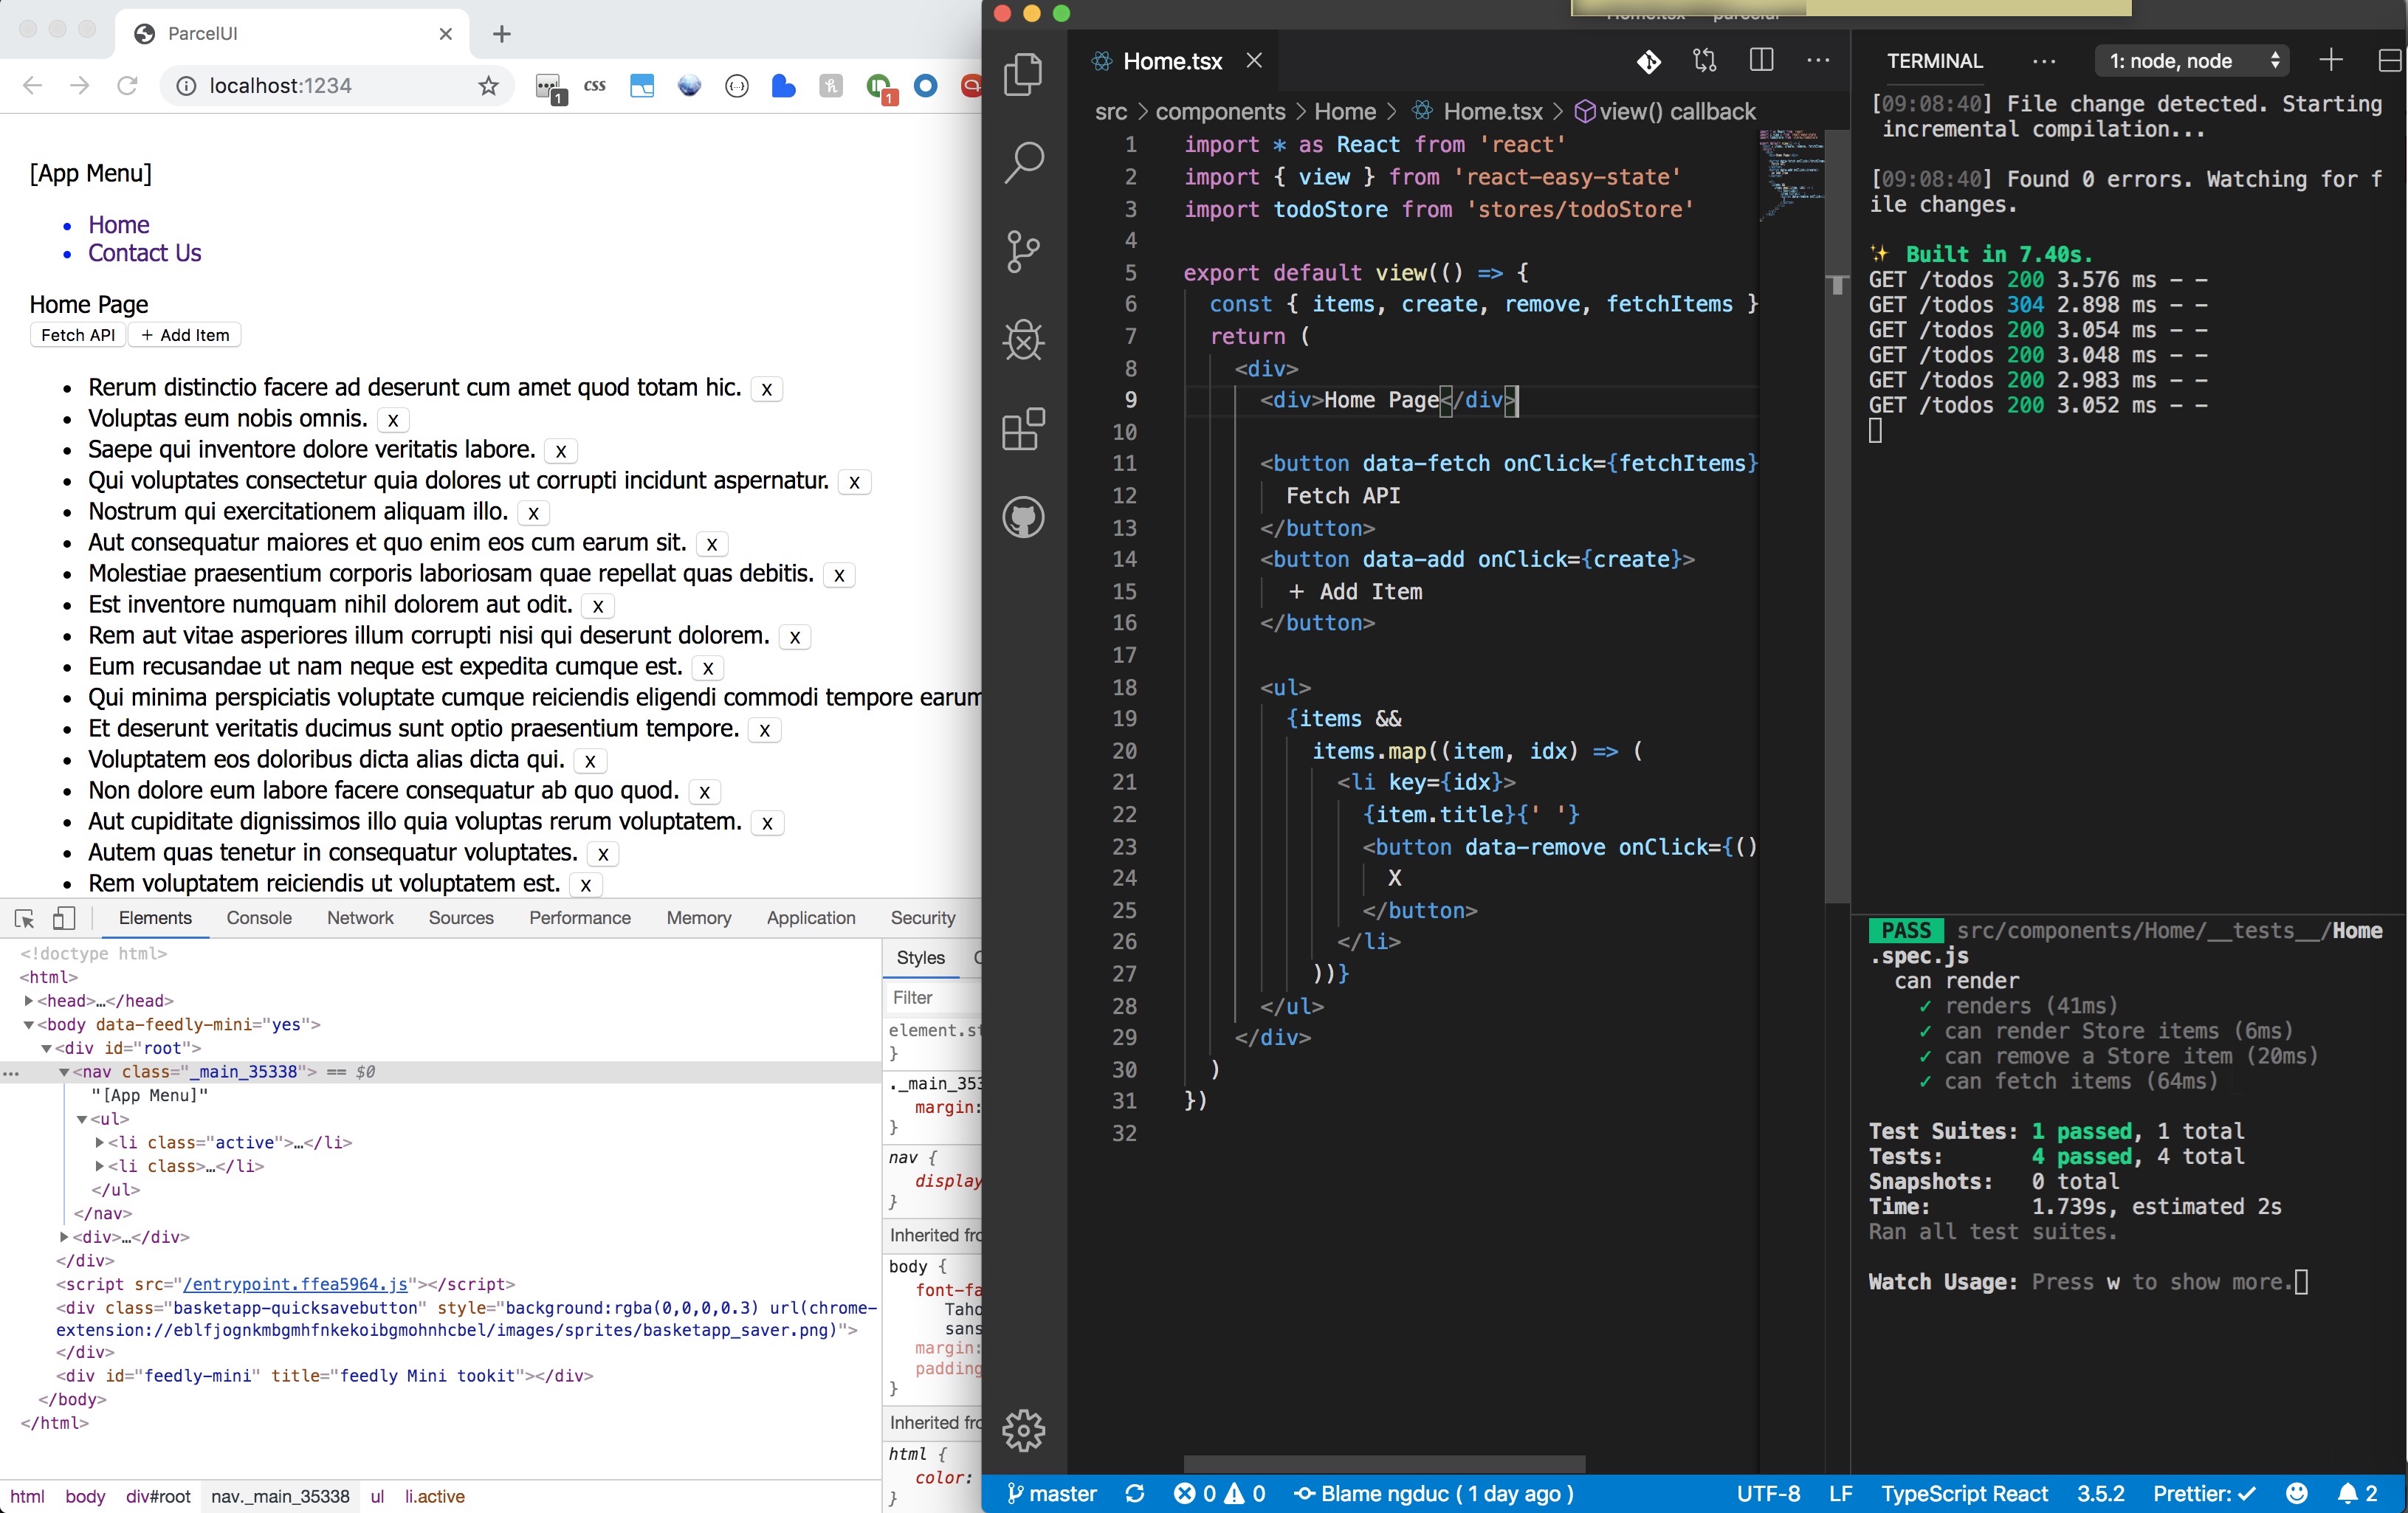 ParcelUI
localhost:1234
1
css
1
[App Menu]
Home
Contact Us
Home Page
Fetch API
+ Add Item
Rerum distinctio facere ad deserunt cum amet quod totam hic. x
Voluptas eum nobis omnis. x
Saepe qui inventore dolore veritatis labore. x
Qui voluptates consectetur quia dolores ut corrupti incidunt aspernatur. x
Nostrum qui exercitationem aliquam illo. x
Aut consequatur maiores et quo enim eos cum earum sit. x
Molestiae praesentium corporis laboriosam quae repellat quas debitis. x
Est inventore numquam nihil dolorem aut odit. x
Rem aut vitae asperiores illum corrupti nisi qui deserunt dolorem. x
Eum recusandae ut nam neque est expedita cumque est. x
Qui minima perspiciatis voluptate cumque reiciendis eligendi commodi tempore earum
Et deserunt veritatis ducimus sunt optio praesentium tempore. x
Voluptatem eos doloribus dicta alias dicta qui. x
Non dolore eum labore facere consequatur ab quo quod. x
Aut cupiditate dignissimos illo quia voluptas rerum voluptatem. x
Autem quas tenetur in consequatur voluptates. x
Rem voluptatem reiciendis ut voluptatem est. x
Elements Console Network Sources Performance Memory Application Security
<!doctype html>
<html>
<head>…</head>
<body data-feedly-mini="yes">
<div id="root">
<nav class="_main_35338"> == $0
"[App Menu]"
<ul>
<li class="active">…</li>
<li class>…</li>
</ul>
</nav>
<div>…</div>
</div>
<script src="/entrypoint.ffea5964.js"></script>
<div class="basketapp-quicksavebutton" style="background:rgba(0,0,0,0.3) url(chrome-
extension://eblfjognkmbgmhfnkekoibgmohnhcbel/images/sprites/basketapp_saver.png)">
</div>
<div id="feedly-mini" title="feedly Mini tookit"></div>
</body>
</html>
html body div#root nav._main_35338 ul li.active
Styles
Filter
element.st
}
._main_353
margin:
}
nav {
display
}
Inherited fro
body {
font-fa
Taho
sans
margin:
padding
}
Inherited fro
html {
color:
}
Home.tsx
src > components > Home > Home.tsx > view() callback
1 import * as React from 'react'
2 import { view } from 'react-easy-state'
3 import todoStore from 'stores/todoStore'
4
5 export default view(() => {
6 const { items, create, remove, fetchItems }
7 return (
8 <div>
9 <div>Home Page</div>
10
11 <button data-fetch onClick={fetchItems}
12 Fetch API
13 </button>
14 <button data-add onClick={create}>
15 + Add Item
16 </button>
17
18 <ul>
19 {items &&
20 items.map((item, idx) => (
21 <li key={idx}>
22 {item.title}{' '}
23 <button data-remove onClick={()
24 X
25 </button>
26 </li>
27 ))}
28 </ul>
29 </div>
30 )
31 })
32
TERMINAL
1: node, node
[09:08:40] File change detected. Starting
incremental compilation...
[09:08:40] Found 0 errors. Watching for f
ile changes.
✨ Built in 7.40s.
GET /todos 200 3.576 ms - -
GET /todos 304 2.898 ms - -
GET /todos 200 3.054 ms - -
GET /todos 200 3.048 ms - -
GET /todos 200 2.983 ms - -
GET /todos 200 3.052 ms - -
PASS src/components/Home/__tests__/Home
.spec.js
can render
✓ renders (41ms)
✓ can render Store items (6ms)
✓ can remove a Store item (20ms)
✓ can fetch items (64ms)
Test Suites: 1 passed, 1 total
Tests: 4 passed, 4 total
Snapshots: 0 total
Time: 1.739s, estimated 2s
Ran all test suites.
Watch Usage: Press w to show more.
master 0 0 Blame ngduc ( 1 day ago ) UTF-8 LF TypeScript React 3.5.2 Prettier: ✓ 2